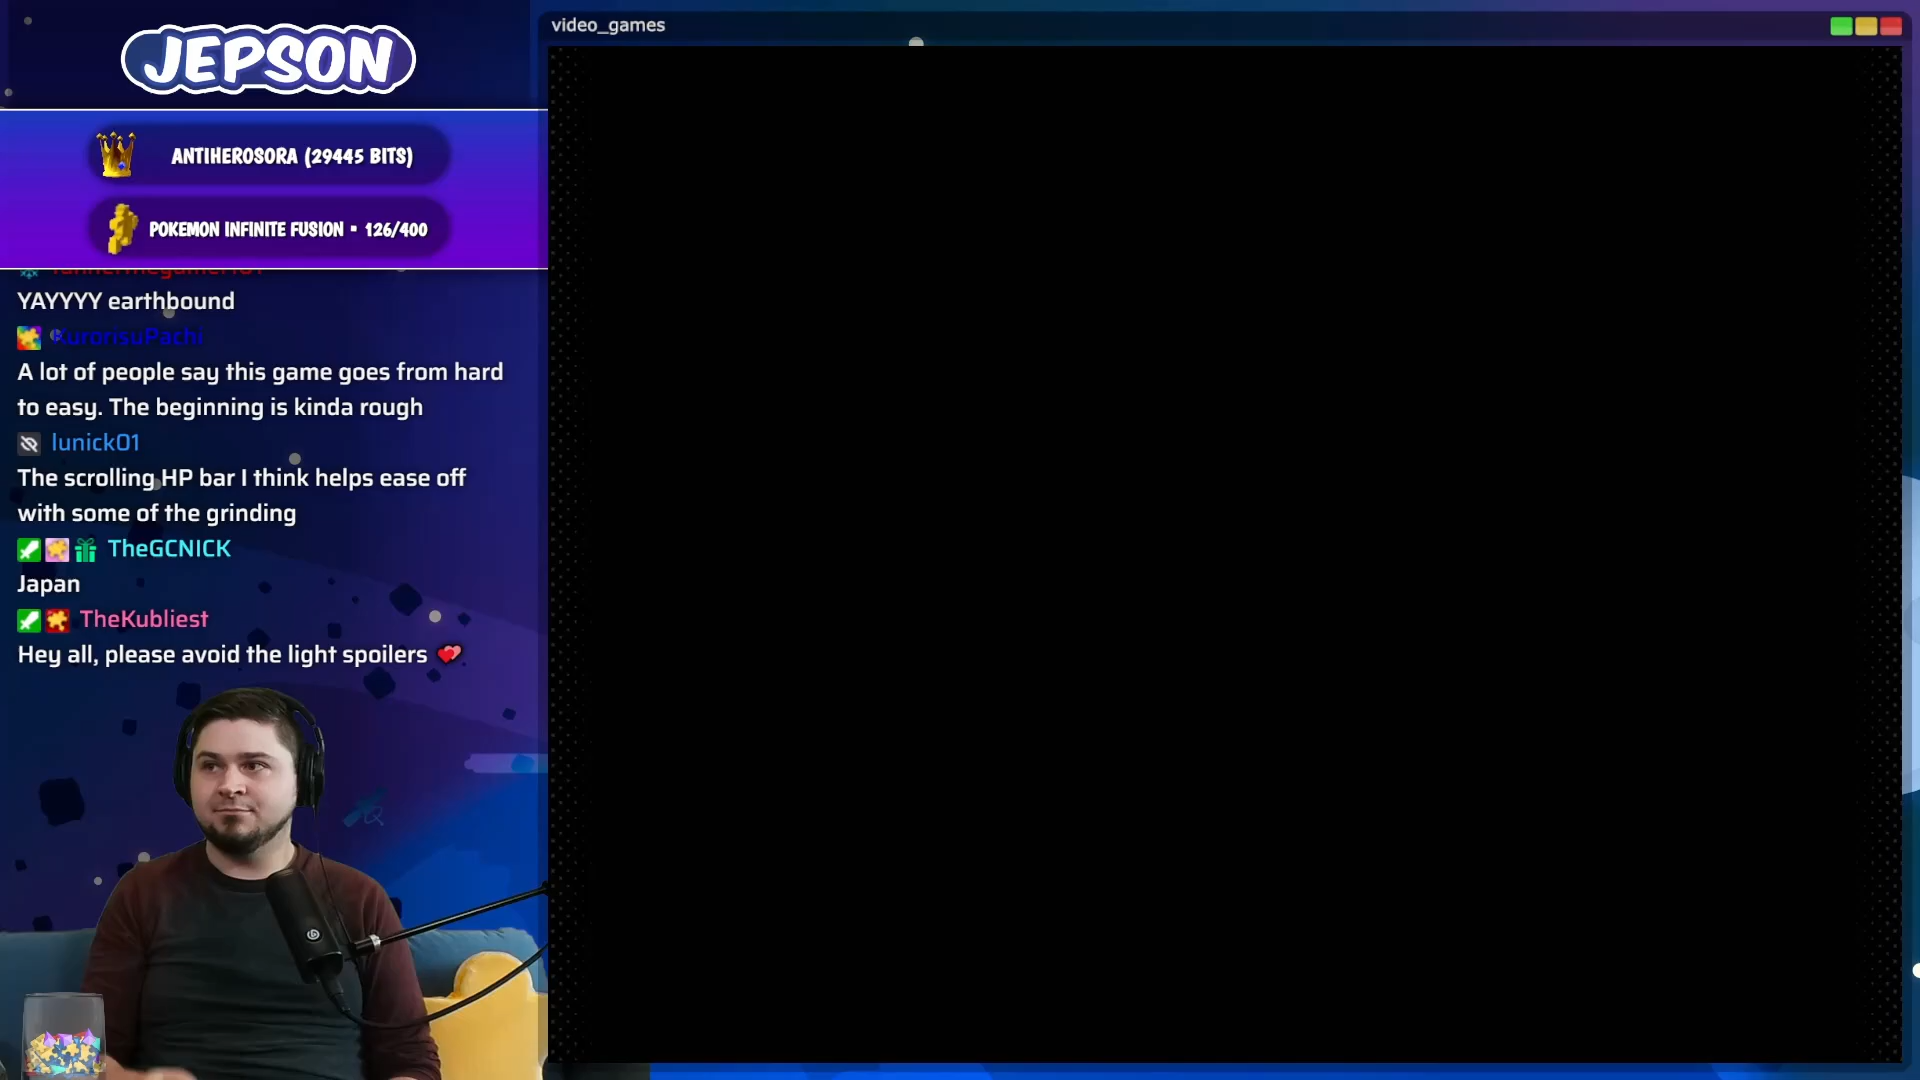 video_games
JEPSON
ANTIHEROSORA (29445 BITS)
POKEMON INFINITE FUSION • 126/400
YAYYYY earthbound
KurorisuPachi
A lot of people say this game goes from hard
to easy. The beginning is kinda rough
lunick01
The scrolling HP bar I think helps ease off
with some of the grinding
TheGCNICK
Japan
TheKubliest
Hey all, please avoid the light spoilers